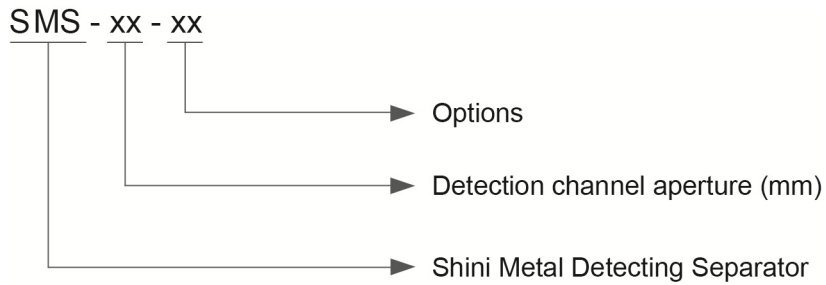 SMS - xx - xx
Options
Detection channel aperture (mm)
Shini Metal Detecting Separator